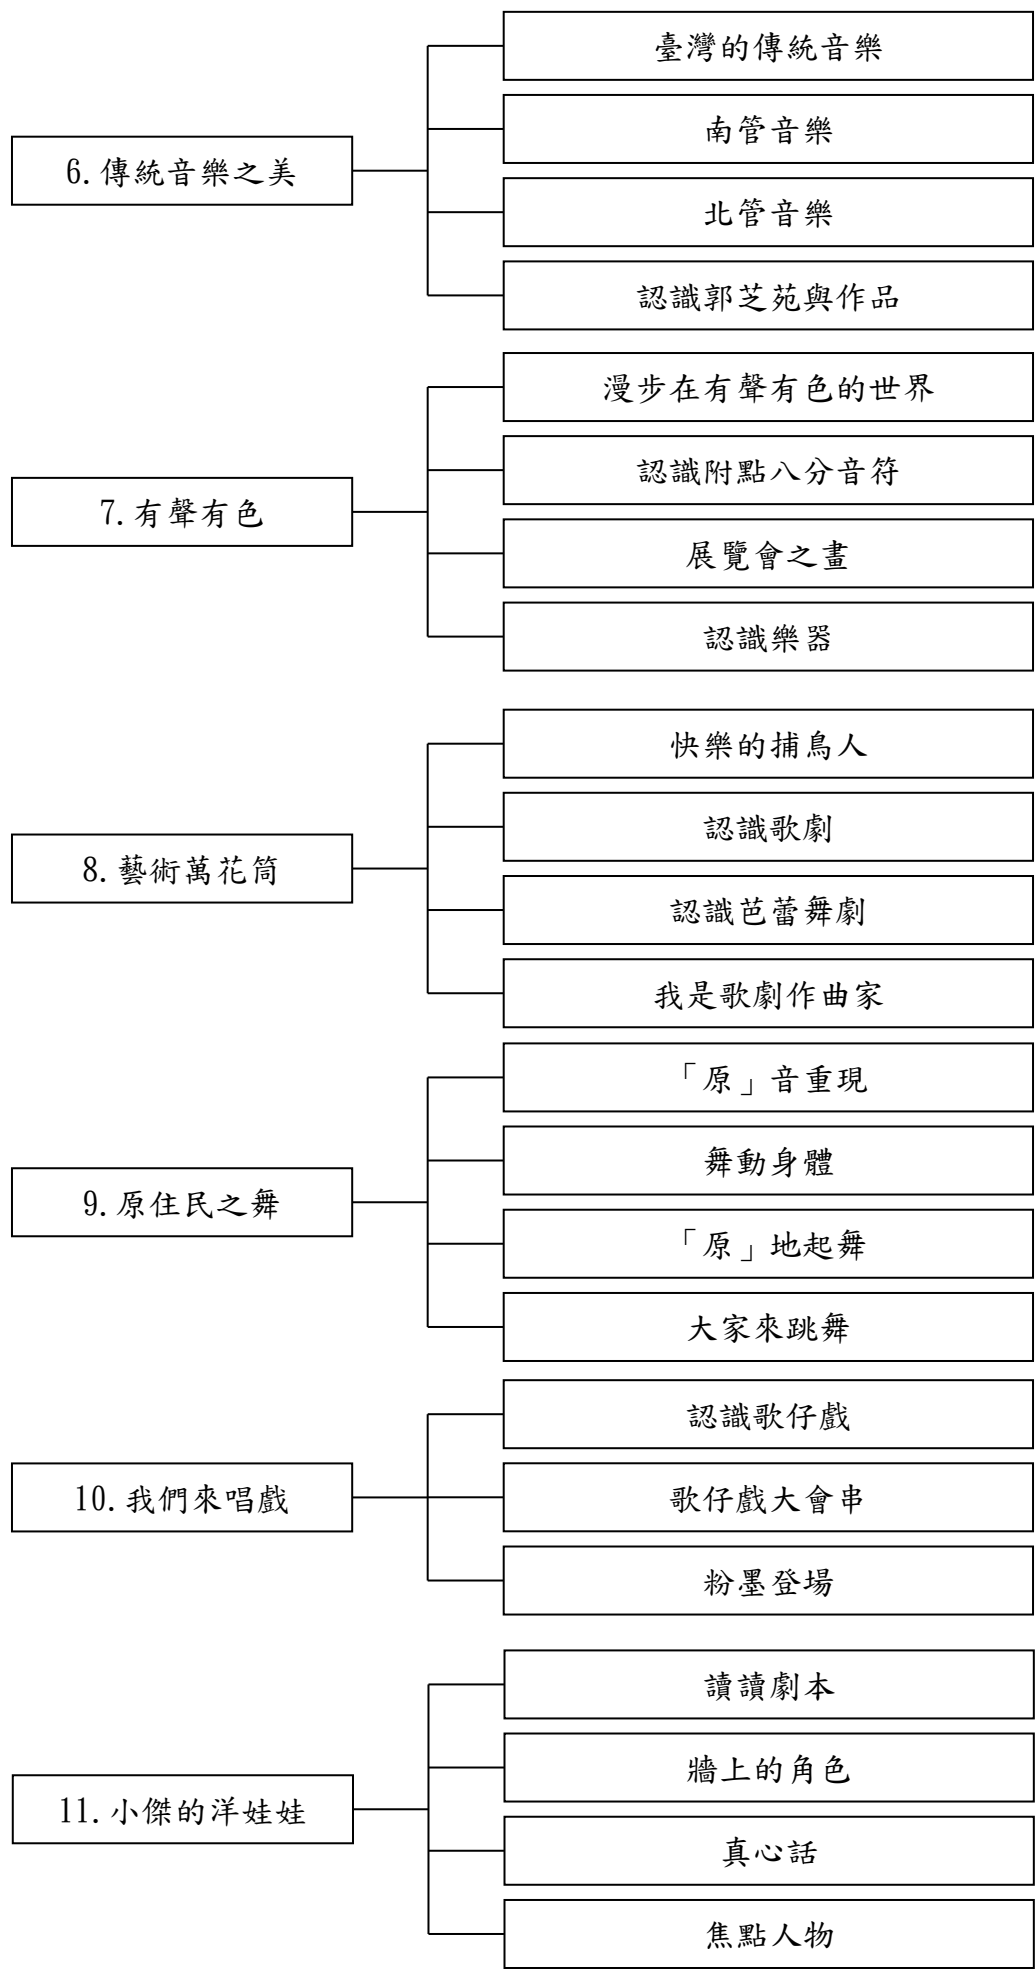 6.傳統音樂之美
臺灣的傳統音樂
南管音樂
北管音樂
認識郭芝苑與作品
7.有聲有色
漫步在有聲有色的世界
認識附點八分音符
展覽會之畫
認識樂器
8.藝術萬花筒
快樂的捕鳥人
認識歌劇
認識芭蕾舞劇
我是歌劇作曲家
9.原住民之舞
「原」音重現
舞動身體
「原」地起舞
大家來跳舞
10.我們來唱戲
認識歌仔戲
歌仔戲大會串
粉墨登場
11.小傑的洋娃娃
讀讀劇本
牆上的角色
真心話
焦點人物